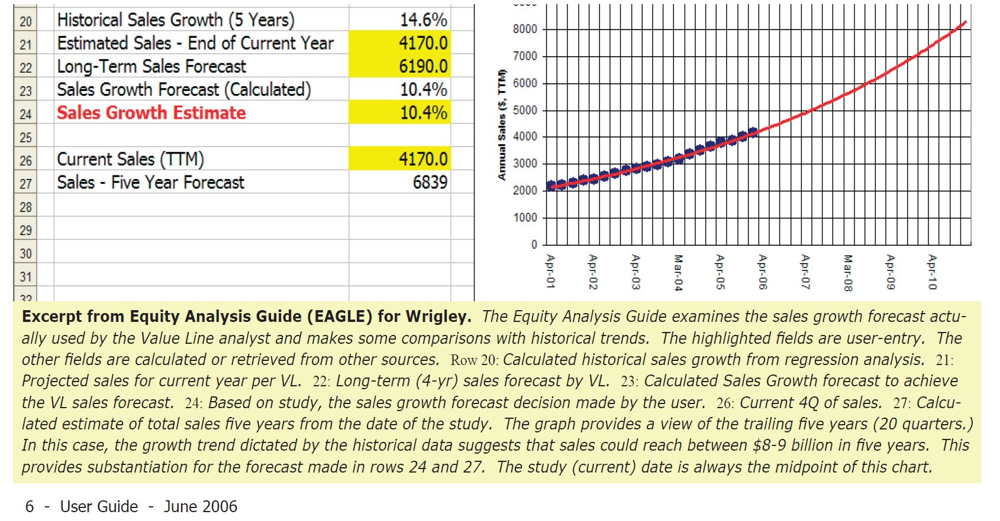 20 Historical Sales Growth (5 Years) 14.6%
21 Estimated Sales - End of Current Year 4170.0
22 Long-Term Sales Forecast 6190.0
23 Sales Growth Forecast (Calculated) 10.4%
24 Sales Growth Estimate 10.4%
25
26 Current Sales (TTM) 4170.0
27 Sales - Five Year Forecast 6839
28
29
30
31
32
Annual Sales ($, TTM)
8000
7000
6000
5000
4000
3000
2000
1000
0
Apr-01
Apr-02
Apr-03
Mar-04
Apr-05
Apr-06
Apr-07
Mar-08
Apr-09
Apr-10
Excerpt from Equity Analysis Guide (EAGLE) for Wrigley. The Equity Analysis Guide examines the sales growth forecast actu-
ally used by the Value Line analyst and makes some comparisons with historical trends. The highlighted fields are user-entry. The
other fields are calculated or retrieved from other sources. Row 20: Calculated historical sales growth from regression analysis. 21:
Projected sales for current year per VL. 22: Long-term (4-yr) sales forecast by VL. 23: Calculated Sales Growth forecast to achieve
the VL sales forecast. 24: Based on study, the sales growth forecast decision made by the user. 26: Current 4Q of sales. 27: Calcu-
lated estimate of total sales five years from the date of the study. The graph provides a view of the trailing five years (20 quarters.)
In this case, the growth trend dictated by the historical data suggests that sales could reach between $8-9 billion in five years. This
provides substantiation for the forecast made in rows 24 and 27. The study (current) date is always the midpoint of this chart.
6 - User Guide - June 2006